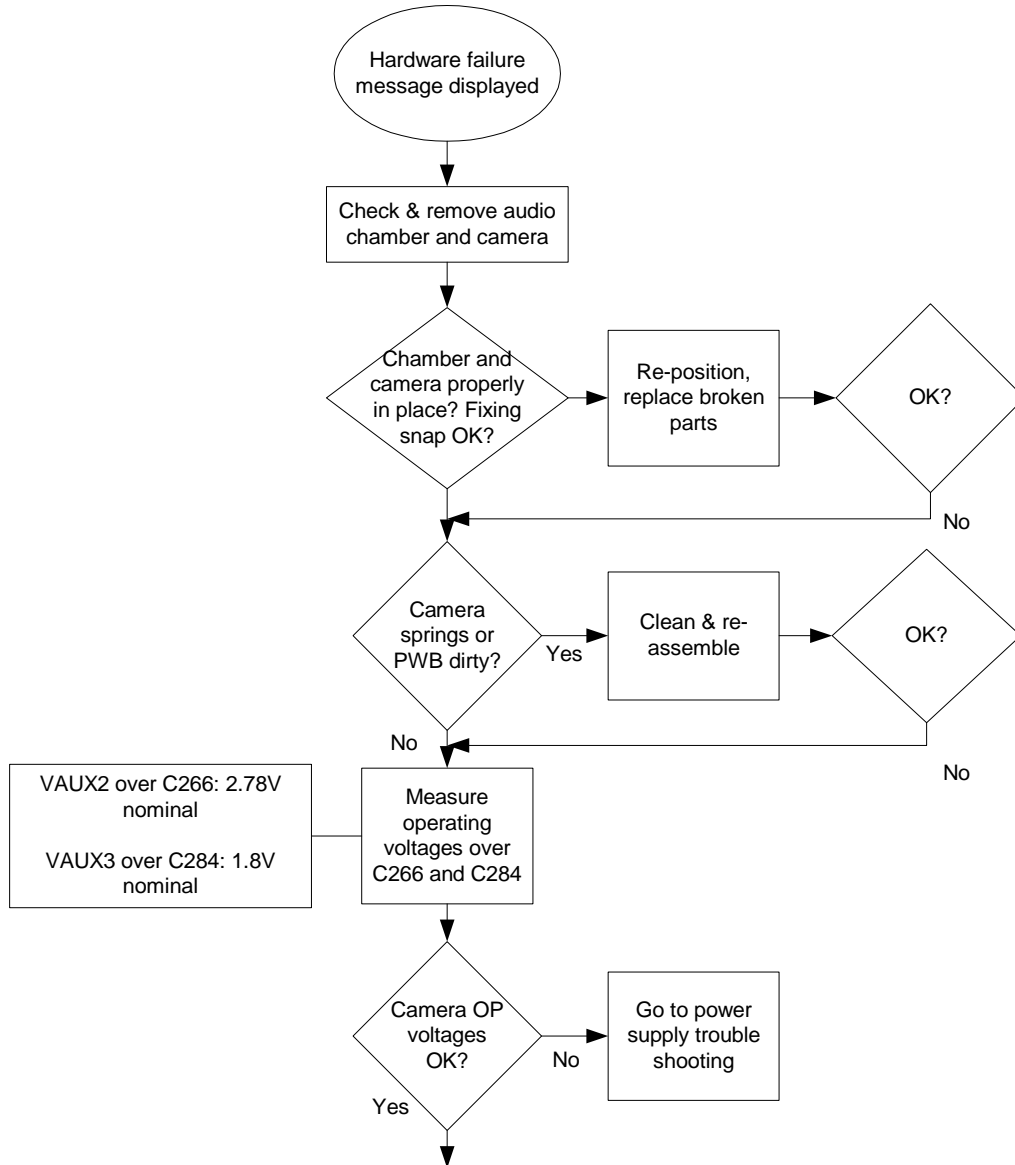 Hardware failure
message displayed
Check & remove audio
chamber and camera
Chamber and
camera properly
in place? Fixing
snap OK?
Re-position,
replace broken
parts
OK?
No
Camera
springs or
PWB dirty?
Yes
Clean & re-
assemble
OK?
No
No
VAUX2 over C266: 2.78V
nominal
VAUX3 over C284: 1.8V
nominal
Measure
operating
voltages over
C266 and C284
Camera OP
voltages
OK?
No
Go to power
supply trouble
shooting
Yes